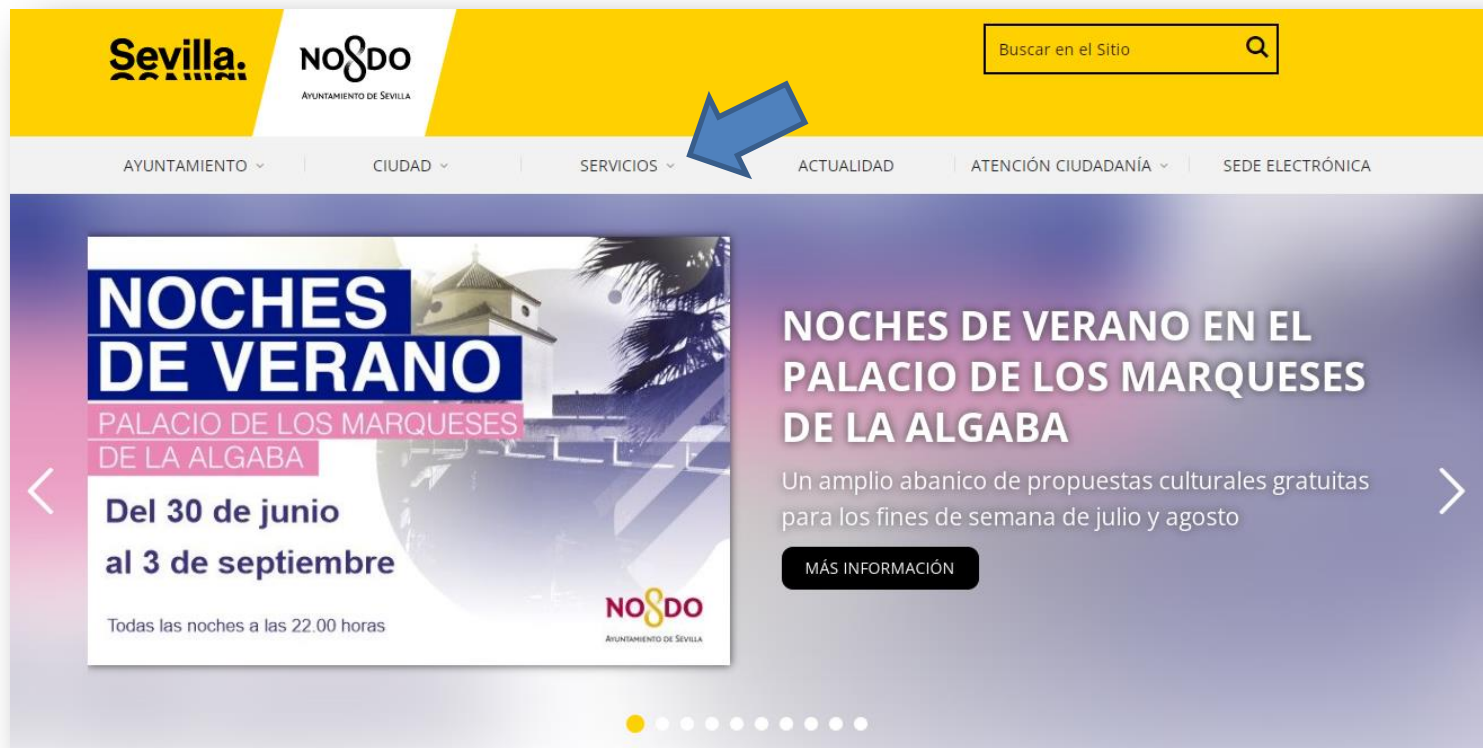 Sevilla.
NO8DO
AYUNTAMIENTO DE SEVILLA
Buscar en el Sitio
AYUNTAMIENTO
CIUDAD
SERVICIOS
ACTUALIDAD
ATENCIÓN CIUDADANÍA
SEDE ELECTRÓNICA
NOCHES
DE VERANO
PALACIO DE LOS MARQUESES
DE LA ALGABA
Del 30 de junio
al 3 de septiembre
Todas las noches a las 22.00 horas
NO8DO
AYUNTAMIENTO DE SEVILLA
NOCHES DE VERANO EN EL
PALACIO DE LOS MARQUESES
DE LA ALGABA
Un amplio abanico de propuestas culturales gratuitas
para los fines de semana de julio y agosto
MÁS INFORMACIÓN